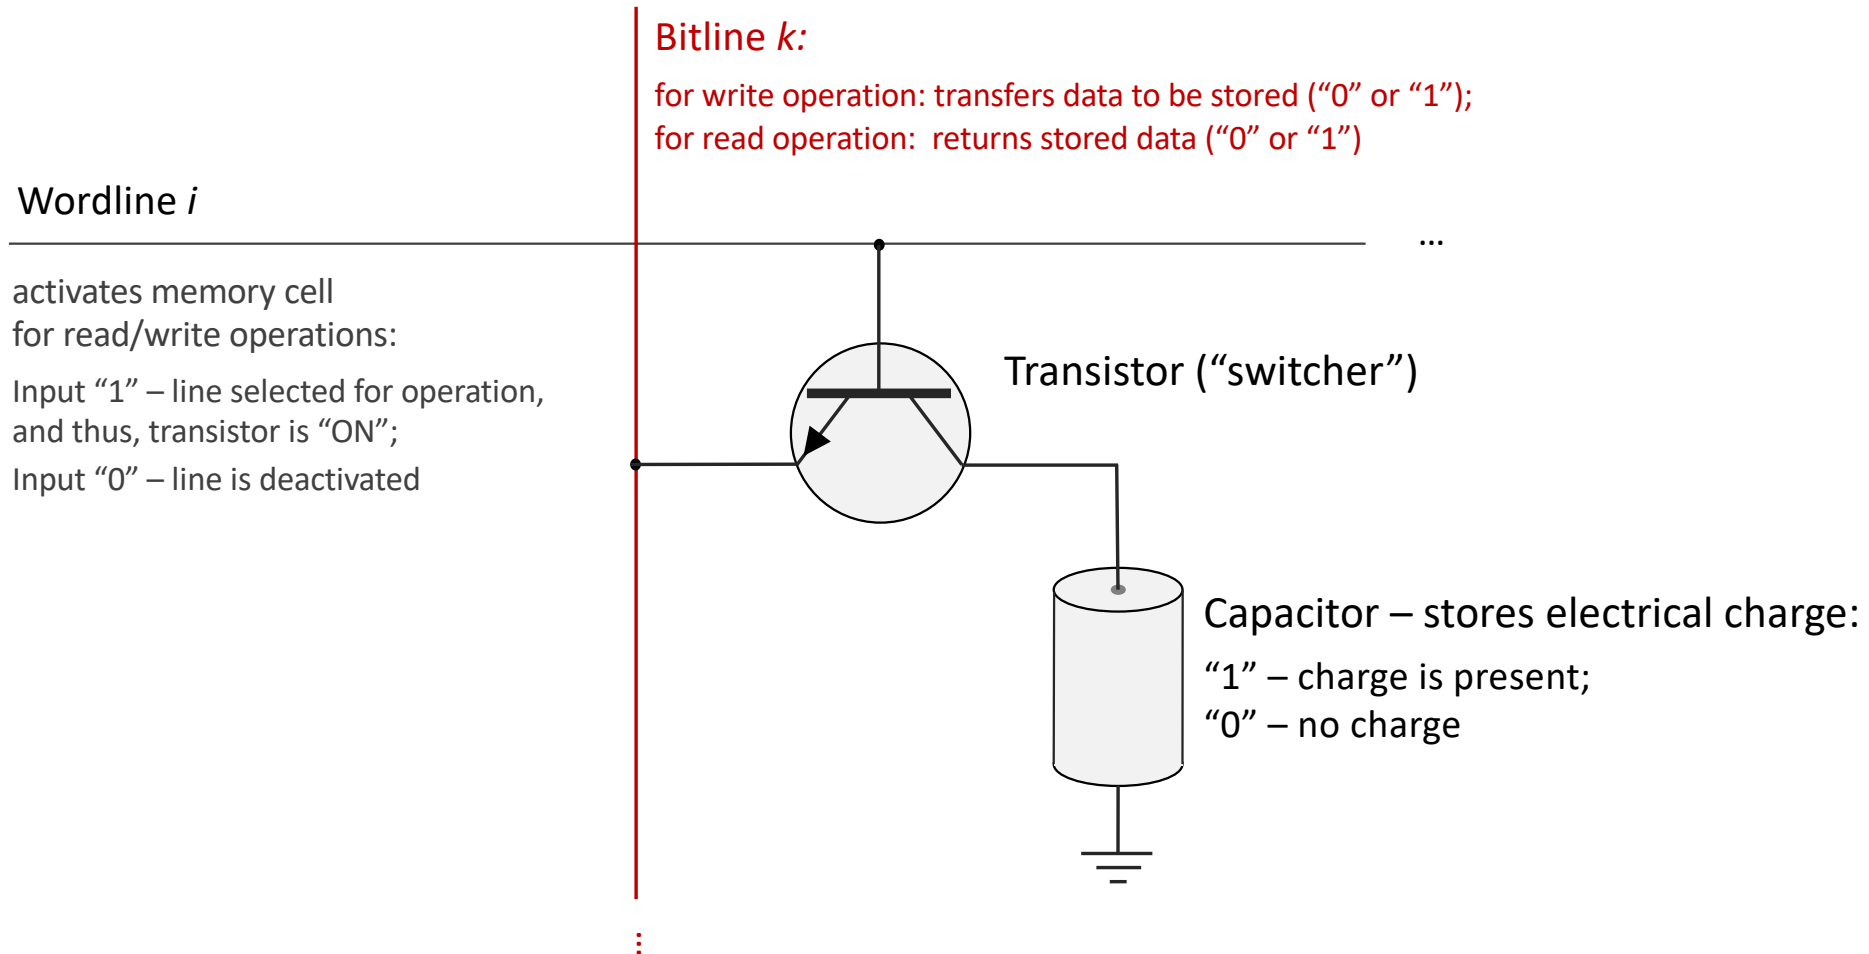 Bitline k:
for write operation: transfers data to be stored (“0” or “1”);
for read operation:  returns stored data (“0” or “1”)
Wordline i
...
activates memory cell
for read/write operations:
Input “1” – line selected for operation,
and thus, transistor is “ON”;
Input “0” – line is deactivated
Transistor (“switcher”)
Capacitor – stores electrical charge:
“1” – charge is present;
“0” – no charge
...